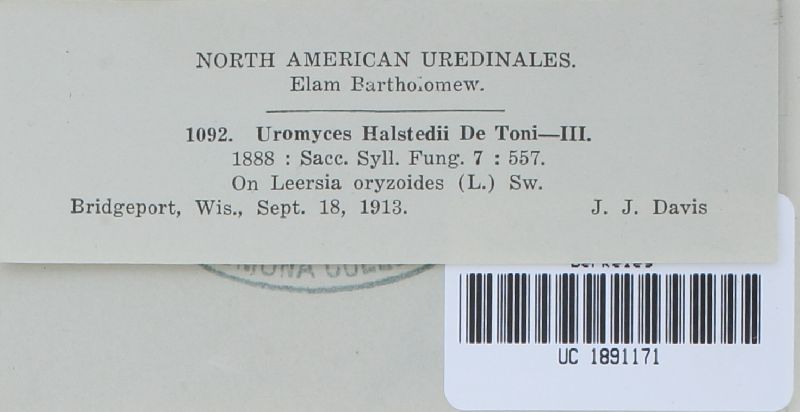 NORTH AMERICAN UREDINALES.
Elam Bartholomew.
1092. Uromyces Halstedii De Toni—III.
1888 : Sacc. Syll. Fung. 7 : 557.
On Leersia oryzoides (L.) Sw.
Bridgeport, Wis., Sept. 18, 1913. J. J. Davis
Berkeley
UC 1891171